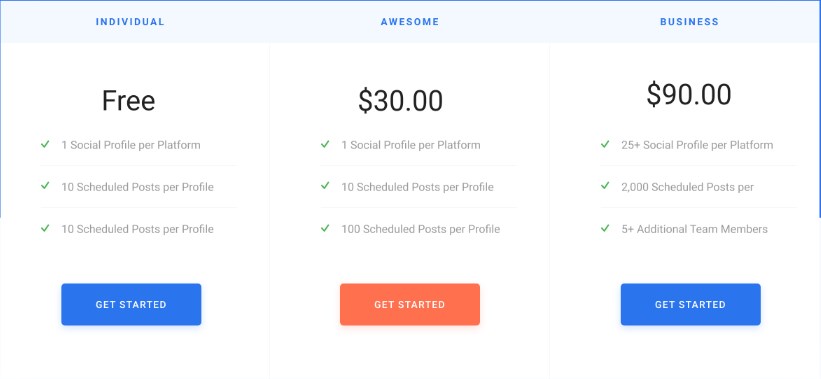 INDIVIDUAL
AWESOME
BUSINESS
Free
$30.00
$90.00
1 Social Profile per Platform
1 Social Profile per Platform
25+ Social Profile per Platform
10 Scheduled Posts per Profile
10 Scheduled Posts per Profile
2,000 Scheduled Posts per
10 Scheduled Posts per Profile
100 Scheduled Posts per Profile
5+ Additional Team Members
GET STARTED
GET STARTED
GET STARTED